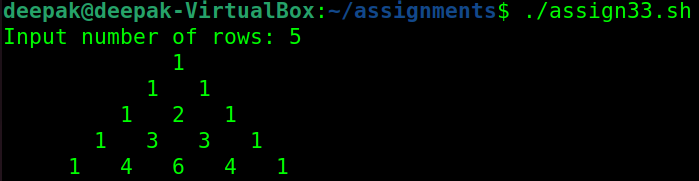 deepak@deepak-VirtualBox:~/assignments$ ./assign33.sh
Input number of rows: 5
1
1 1
1 2 1
1 3 3 1
1 4 6 4 1